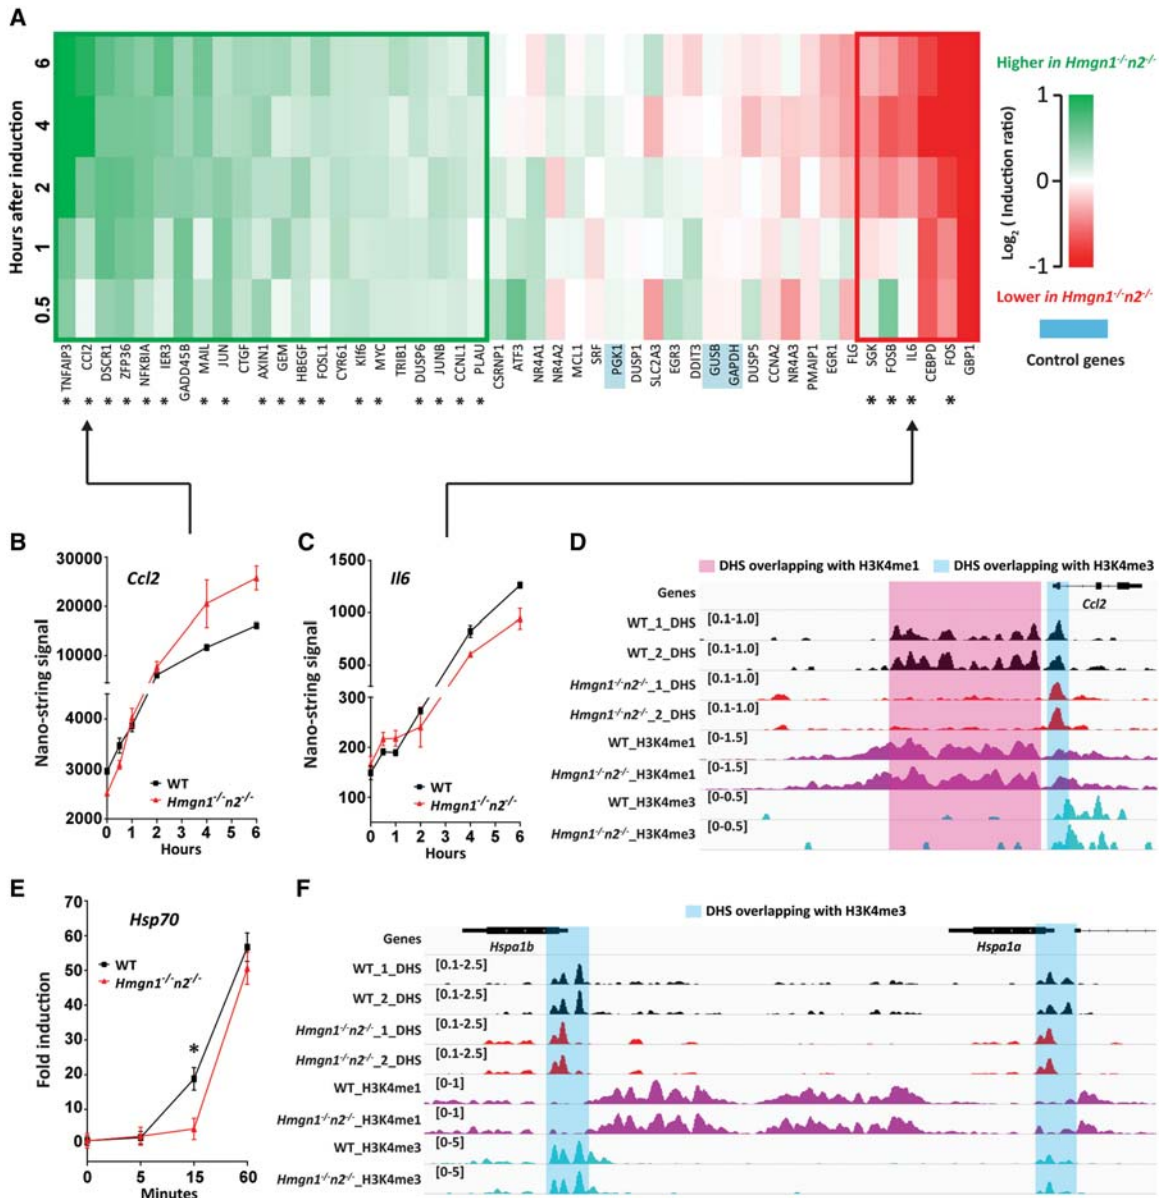 A
Hours after induction
6
4
2
1
0.5
TNFAIP3
CCl2
DSCR1
ZFP36
NFKBIA
IER3
GADD45B
MAIL
JUN
CTGF
AXIN1
GEM
HBEGF
FOSL1
CYR61
Klf6
MYC
TRIB1
DUSP6
JUNB
CCNL1
PLAU
CSRNP1
ATF3
NR4A1
NR4A2
MCL1
SRF
PGK1
DUSP1
SLC2A3
EGR3
DDIT3
GUSB
GAPDH
DUSP5
CCNA2
NR4A3
PMAIP1
EGR1
FLG
SGK
FOSB
IL6
CEBPD
FOS
GBP1
* * * * * * * * * * * * * * * * * * * * * *
Higher in Hmgn1-/-n2-/-
1
0
-1
Log2 ( Induction ratio)
Lower in Hmgn1-/-n2-/-
Control genes
B
Ccl2
Nano-string signal
30000
20000
10000
4000
3000
2000
WT
Hmgn1-/-n2-/-
0 1 2 3 4 5 6
Hours
C
Il6
Nano-string signal
1500
1000
500
300
200
100
WT
Hmgn1-/-n2-/-
0 1 2 3 4 5 6
Hours
D
DHS overlapping with H3K4me1 DHS overlapping with H3K4me3
Genes
Ccl2
WT_1_DHS [0.1-1.0]
WT_2_DHS [0.1-1.0]
Hmgn1-/-n2-/-_1_DHS [0.1-1.0]
Hmgn1-/-n2-/-_2_DHS [0.1-1.0]
WT_H3K4me1 [0-1.5]
Hmgn1-/-n2-/-_H3K4me1 [0-1.5]
WT_H3K4me3 [0-0.5]
Hmgn1-/-n2-/-_H3K4me3 [0-0.5]
E
Hsp70
Fold induction
70
60
50
40
30
20
10
0
WT
Hmgn1-/-n2-/-
*
0 5 15 60
Minutes
F
DHS overlapping with H3K4me3
Genes
Hspa1b Hspa1a
WT_1_DHS [0.1-2.5]
WT_2_DHS [0.1-2.5]
Hmgn1-/-n2-/-_1_DHS [0.1-2.5]
Hmgn1-/-n2-/-_2_DHS [0.1-2.5]
WT_H3K4me1 [0-1]
Hmgn1-/-n2-/-_H3K4me1 [0-1]
WT_H3K4me3 [0-5]
Hmgn1-/-n2-/-_H3K4me3 [0-5]